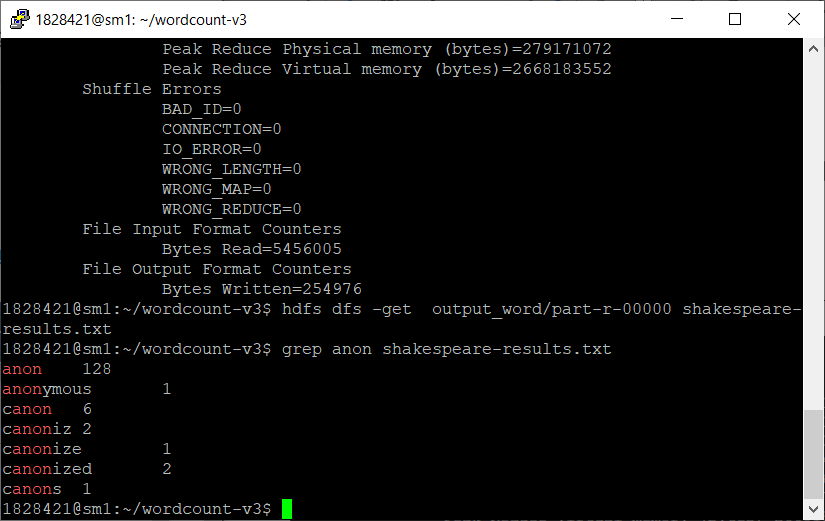 1828421@sm1: ~/wordcount-v3
Peak Reduce Physical memory (bytes)=279171072
Peak Reduce Virtual memory (bytes)=2668183552
Shuffle Errors
BAD_ID=0
CONNECTION=0
IO_ERROR=0
WRONG_LENGTH=0
WRONG_MAP=0
WRONG_REDUCE=0
File Input Format Counters
Bytes Read=5456005
File Output Format Counters
Bytes Written=254976
1828421@sm1:~/wordcount-v3$ hdfs dfs -get  output_word/part-r-00000 shakespeare-
results.txt
1828421@sm1:~/wordcount-v3$ grep anon shakespeare-results.txt
anon    128
anonymous       1
canon   6
canoniz 2
canonize        1
canonized       2
canons  1
1828421@sm1:~/wordcount-v3$